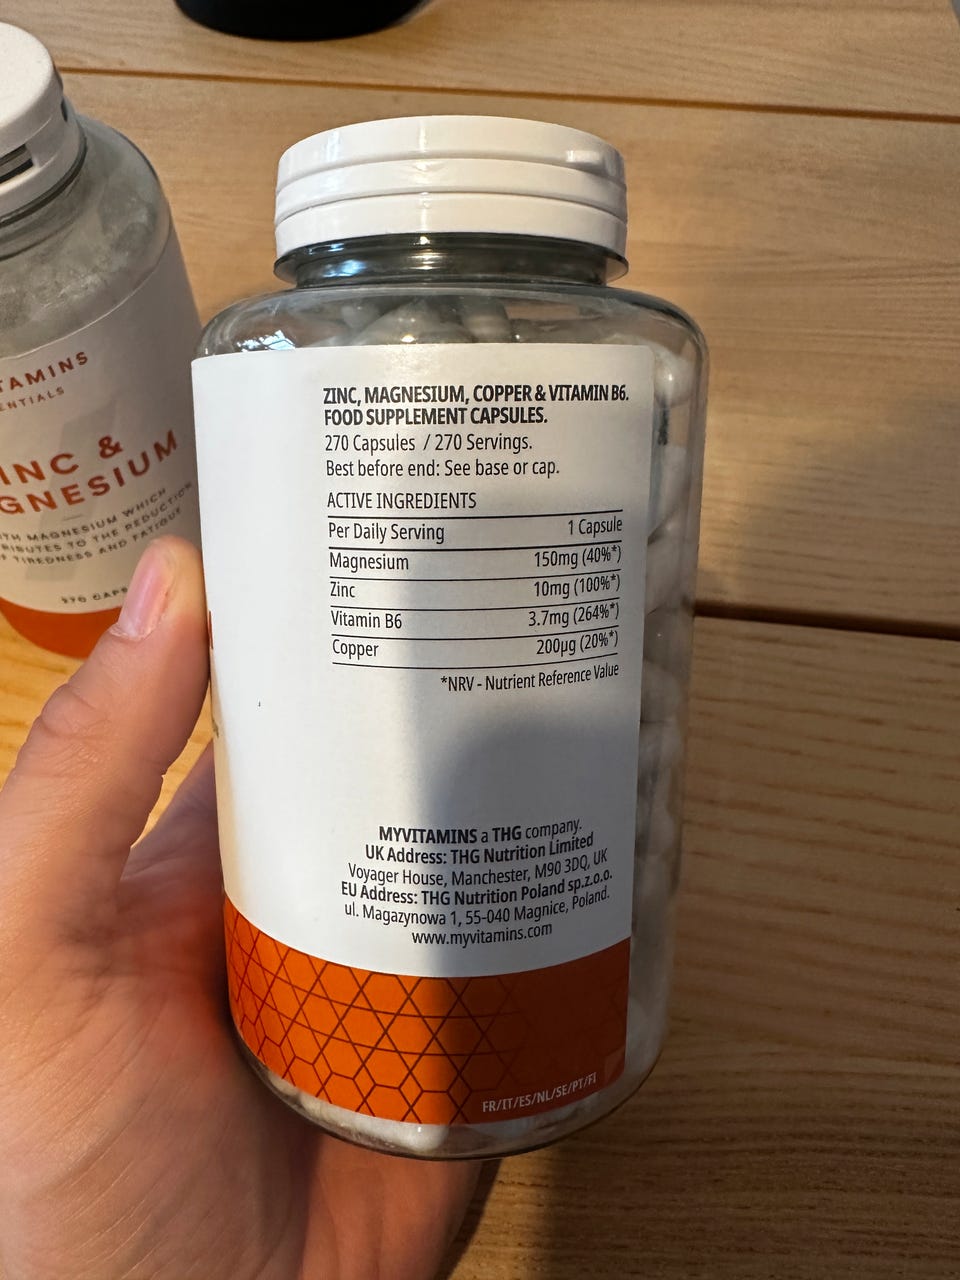 ZINC, MAGNESIUM, COPPER & VITAMIN B6.
FOOD SUPPLEMENT CAPSULES.
270 Capsules / 270 Servings.
Best before end: See base or cap.
ACTIVE INGREDIENTS
Per Daily Serving 1 Capsule
Magnesium 150mg (40%*)
Zinc 10mg (100%*)
Vitamin B6 3.7mg (264%*)
Copper 200µg (20%*)
*NRV - Nutrient Reference Value
MYVITAMINS a THG company.
UK Address: THG Nutrition Limited
Voyager House, Manchester, M90 3DQ, UK
EU Address: THG Nutrition Poland sp.z.o.o.
ul. Magazynowa 1, 55-040 Magnice, Poland.
www.myvitamins.com
FR/IT/ES/NL/SE/PT/FI
TAMINS
ENTIALS
INC &
GNESIUM
TH MAGNESIUM WHICH
RIBUTES TO THE REDUCTION
F TIREDNESS AND FATIGUE
270 CAPS